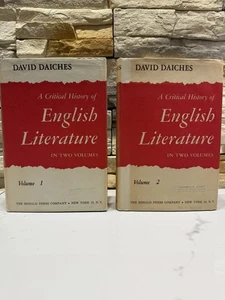 DAVID DAICHES
A Critical History of
English
Literature
IN TWO VOLUMES
Volume 1
THE RONALD PRESS COMPANY • NEW YORK
DAVID DAICHES
A Critical History of
English
Literature
IN TWO VOLUMES
Volume 2
THE RONALD PRESS COMPANY • NEW YORK